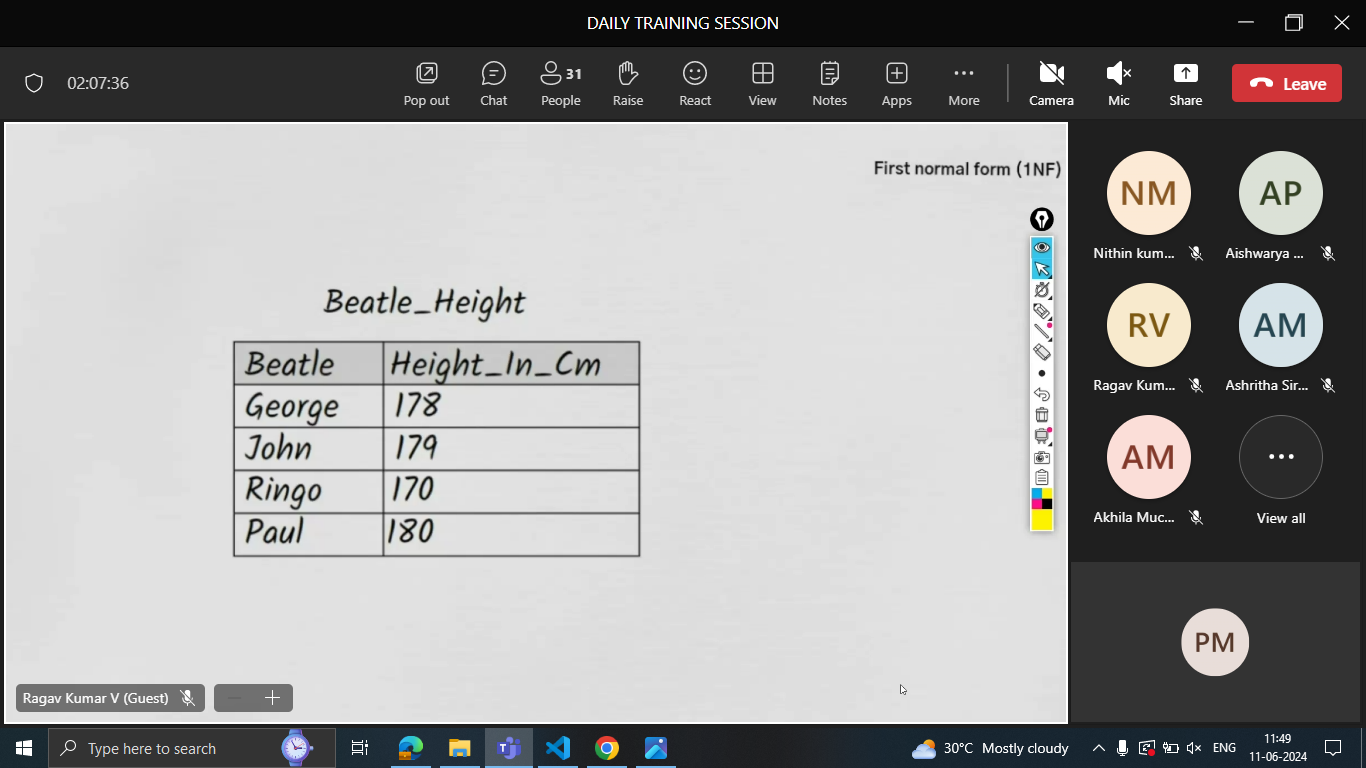 DAILY TRAINING SESSION
02:07:36
Pop out
Chat
31
People
Raise
React
View
Notes
Apps
More
Camera
Mic
Share
Leave
First normal form (1NF)
Beatle_Height
Beatle Height_In_Cm
George 178
John 179
Ringo 170
Paul 180
Ragav Kumar V (Guest)
NM
Nithin kum...
AP
Aishwarya ...
RV
Ragav Kum...
AM
Ashritha Sir...
AM
Akhila Muc...
View all
PM
Type here to search
30°C Mostly cloudy
ENG
11:49
11-06-2024